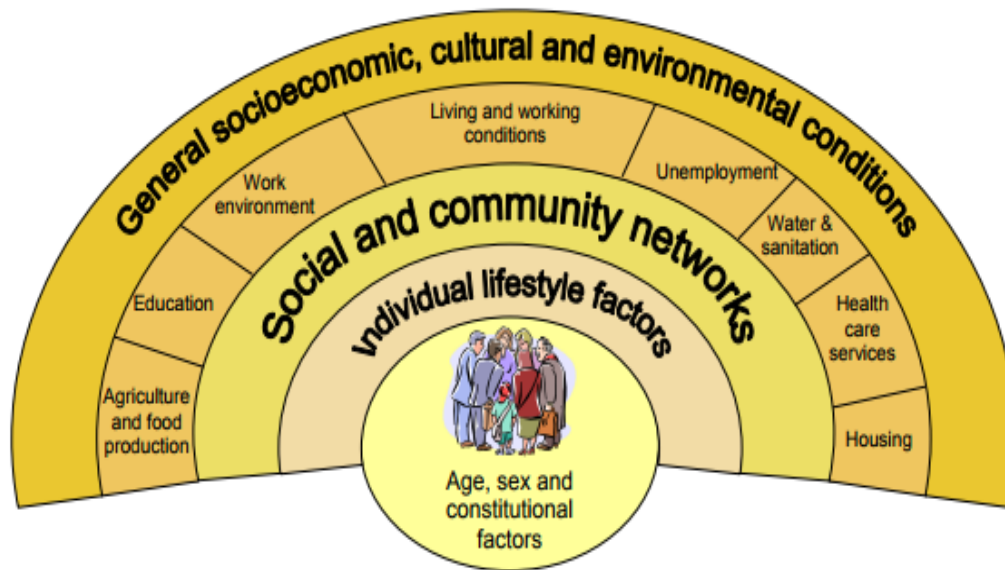 General socioeconomic, cultural and environmental conditions
Living and working
conditions
Work
environment
Unemployment
Education
Water &
sanitation
Agriculture
and food
production
Health
care
services
Housing
Social and community networks
Individual lifestyle factors
Age, sex and
constitutional
factors